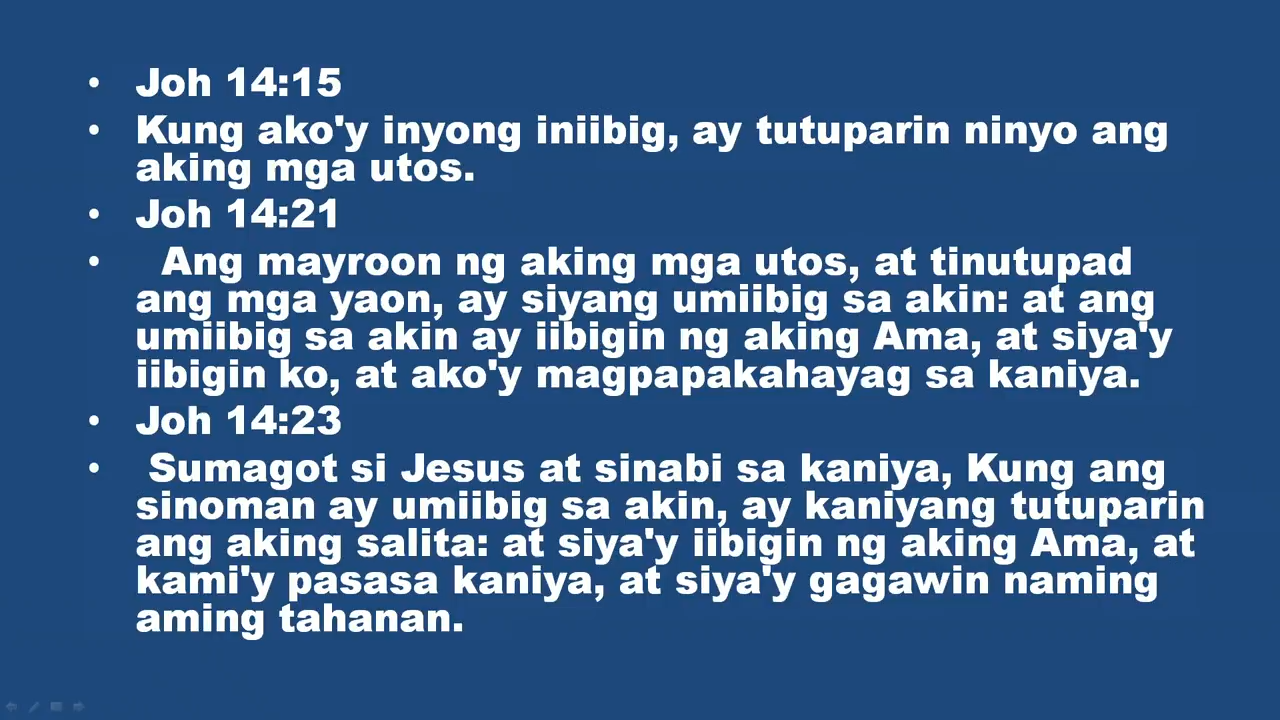 • Joh 14:15
• Kung ako'y inyong iniibig, ay tutuparin ninyo ang
aking mga utos.
• Joh 14:21
• Ang mayroon ng aking mga utos, at tinutupad
ang mga yaon, ay siyang umiibig sa akin: at ang
umiibig sa akin ay iibigin ng aking Ama, at siya'y
iibigin ko, at ako'y magpapakahayag sa kaniya.
• Joh 14:23
• Sumagot si Jesus at sinabi sa kaniya, Kung ang
sinoman ay umiibig sa akin, ay kaniyang tutuparin
ang aking salita: at siya'y iibigin ng aking Ama, at
kami'y pasasa kaniya, at siya'y gagawin naming
aming tahanan.